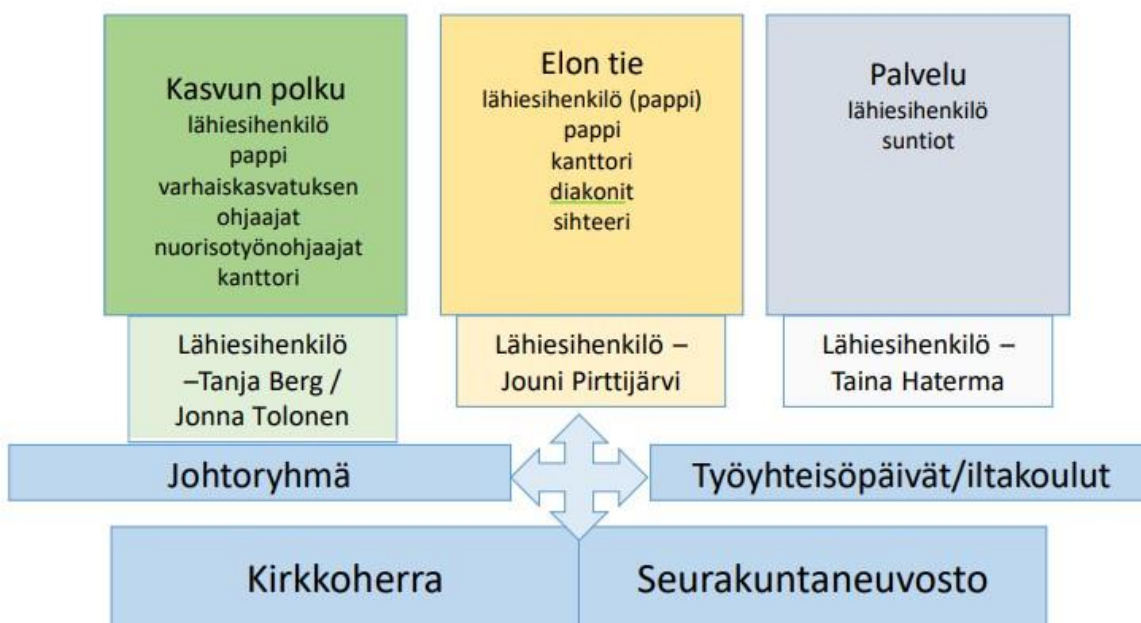 Kasvun polku
lähiesihenkilö
pappi
varhaiskasvatuksen
ohjaajat
nuorisotyönohjaajat
kanttori
Elon tie
lähiesihenkilö (pappi)
pappi
kanttori
diakonit
sihteeri
Palvelu
lähiesihenkilö
suntiot
Lähiesihenkilö
–Tanja Berg /
Jonna Tolonen
Lähiesihenkilö –
Jouni Pirttijärvi
Lähiesihenkilö –
Taina Haterma
Johtoryhmä
Työyhteisöpäivät/iltakoulut
Kirkkoherra
Seurakuntaneuvosto